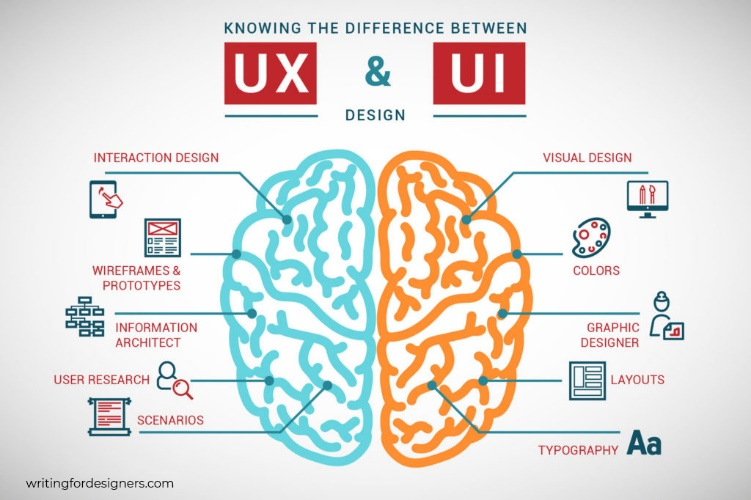 KNOWING THE DIFFERENCE BETWEEN
UX & UI
DESIGN
INTERACTION DESIGN
WIREFRAMES &
PROTOTYPES
INFORMATION
ARCHITECT
USER RESEARCH
SCENARIOS
VISUAL DESIGN
COLORS
GRAPHIC
DESIGNER
LAYOUTS
TYPOGRAPHY Aa
writingfordesigners.com